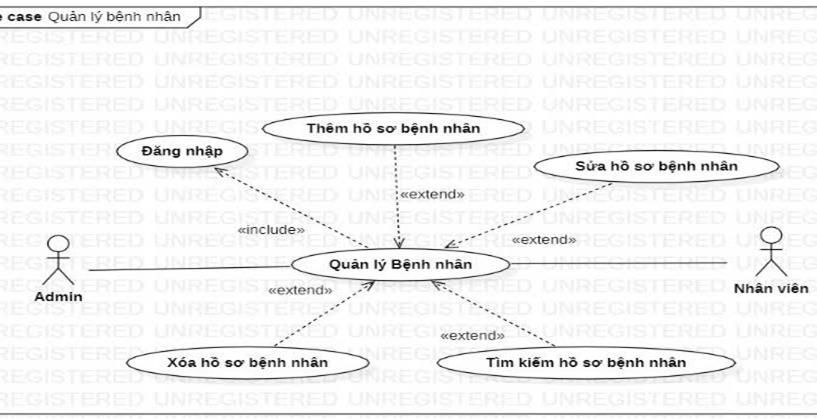 e case Quản lý bệnh nhân
Thêm hồ sơ bệnh nhân
Đăng nhập
Sửa hồ sơ bệnh nhân
«extend»
«include»
«extend»
Quản lý Bệnh nhân
Admin
Nhân viên
«extend»
«extend»
Xóa hồ sơ bệnh nhân
Tìm kiếm hồ sơ bệnh nhân
UNREGISTERED